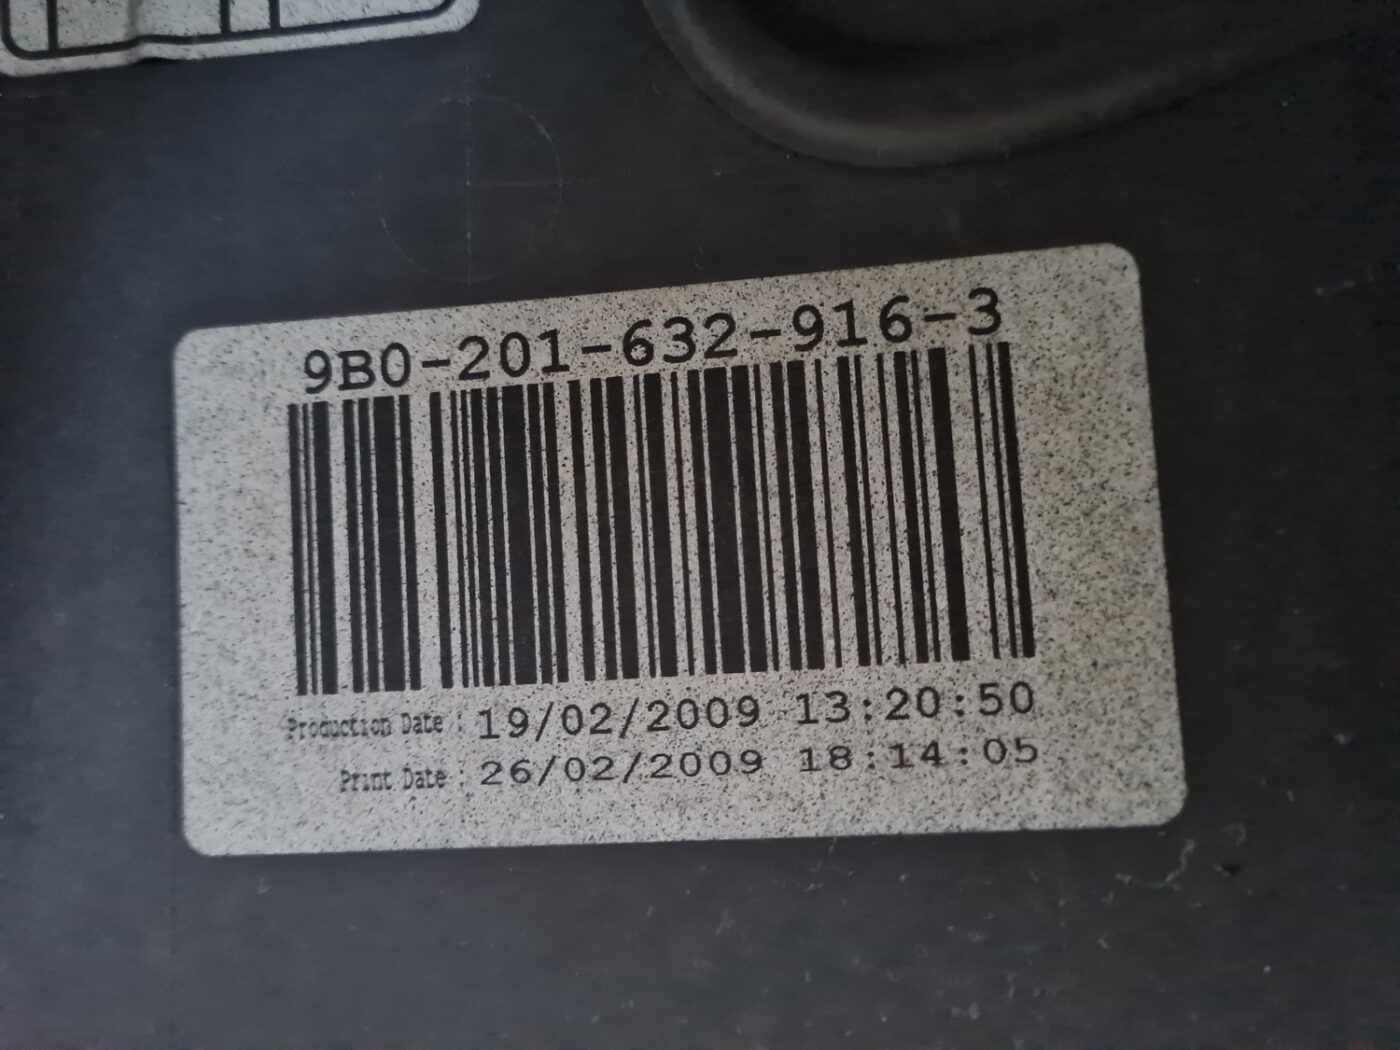 9B0-201-632-916-3
Production Date : 19/02/2009 13:20:50
Print Date : 26/02/2009 18:14:05